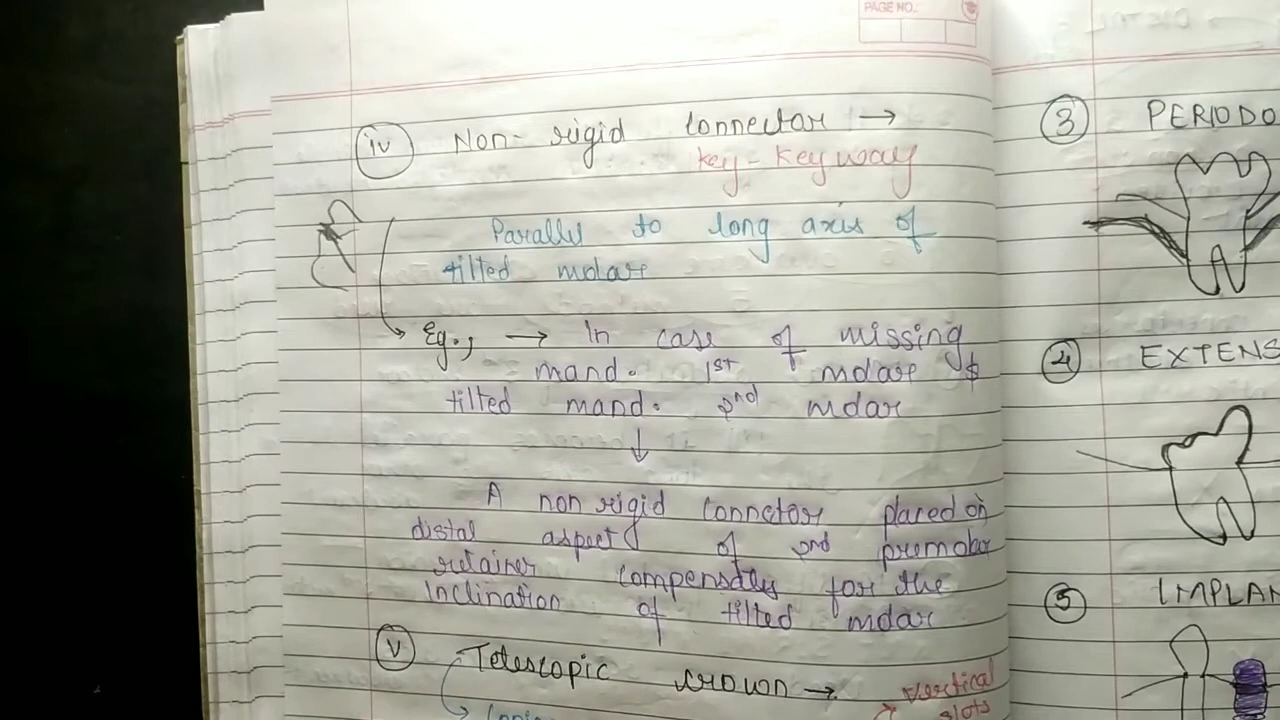 PAGE NO.:
iv Non-rigid connector →
key-keyway
Parally to long axis of
tilted molar
Eg., → In case of missing
mand. 1st molar &
tilted mand. 2nd molar
↓
A non rigid connctor placed on
distal aspect of 2nd premolar
retainer compensates for the
Inclination of tilted molar
v Telescopic crown →
vertical
slots
3 PERIODO
4 EXTENS
5 IMPLAN